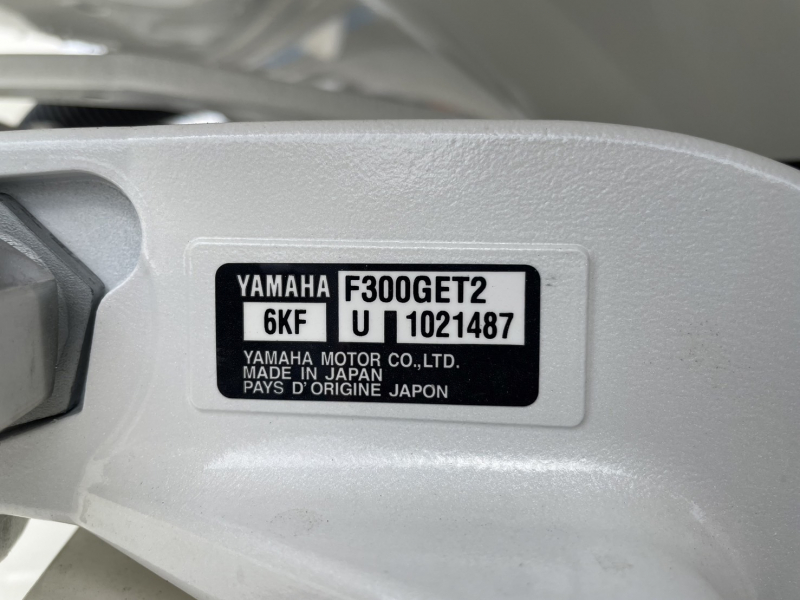 YAMAHA F300GET2
6KF U 1021487
YAMAHA MOTOR CO.,LTD.
MADE IN JAPAN
PAYS D'ORIGINE JAPON